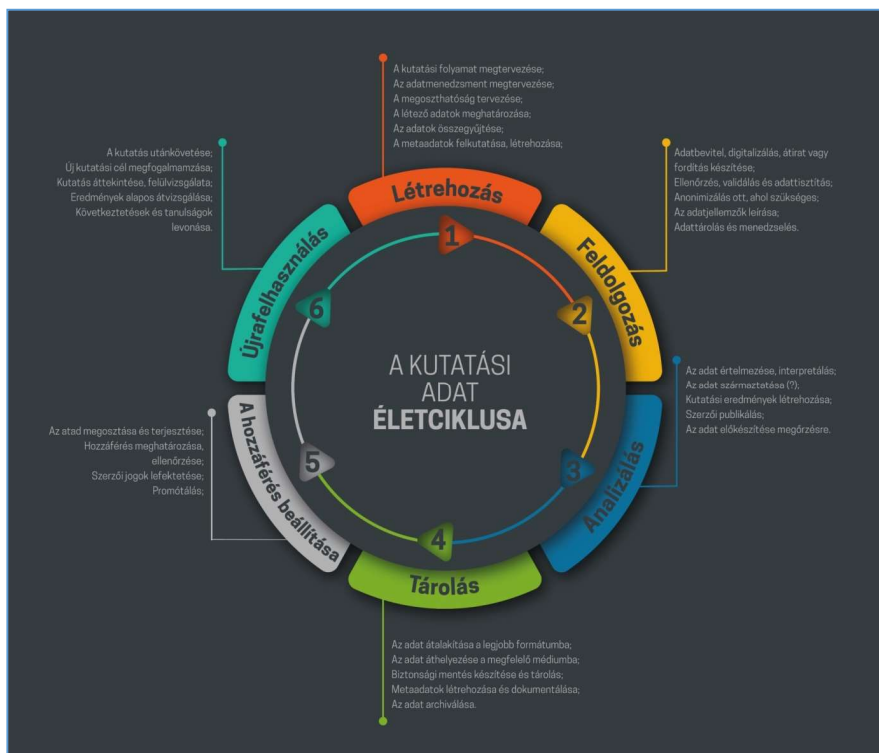 A kutatási folyamat megtervezése;
Az adatmenedzsment megtervezése;
A megoszthatóság tervezése;
A létező adatok meghatározása;
Az adatok összegyűjtése;
A metaadatok felkutatása, létrehozása;
Létrehozás
1
Adatbevitel, digitalizálás, átirat vagy
fordítás készítése;
Ellenőrzés, validálás és adattisztítás;
Anonimizálás ott, ahol szükséges;
Az adatjellemzők leírása;
Adattárolás és menedzselés.
Feldolgozás
2
Az adat értelmezése, interpretálás;
Az adat származtatása (?);
Kutatási eredmények létrehozása;
Szerzői publikálás;
Az adat előkészítése megőrzésre.
Analizálás
3
Tárolás
4
Az adat átalakítása a legjobb formátumba;
Az adat áthelyezése a megfelelő médiumba;
Biztonsági mentés készítése és tárolás;
Metaadatok létrehozása és dokumentálása;
Az adat archiválása.
Az atad megosztása és terjesztése;
Hozzáférés meghatározása,
ellenőrzése;
Szerzői jogok lefektetése;
Promótálás;
A hozzáférés beállítása
5
A kutatás utánkövetése;
Új kutatási cél megfogalmamzása;
Kutatás áttekintése, felülvizsgálata;
Eredmények alapos átvizsgálása;
Következtetések és tanulságok
levonása.
Újrafelhasználás
6
A KUTATÁSI
ADAT
ÉLETCIKLUSA